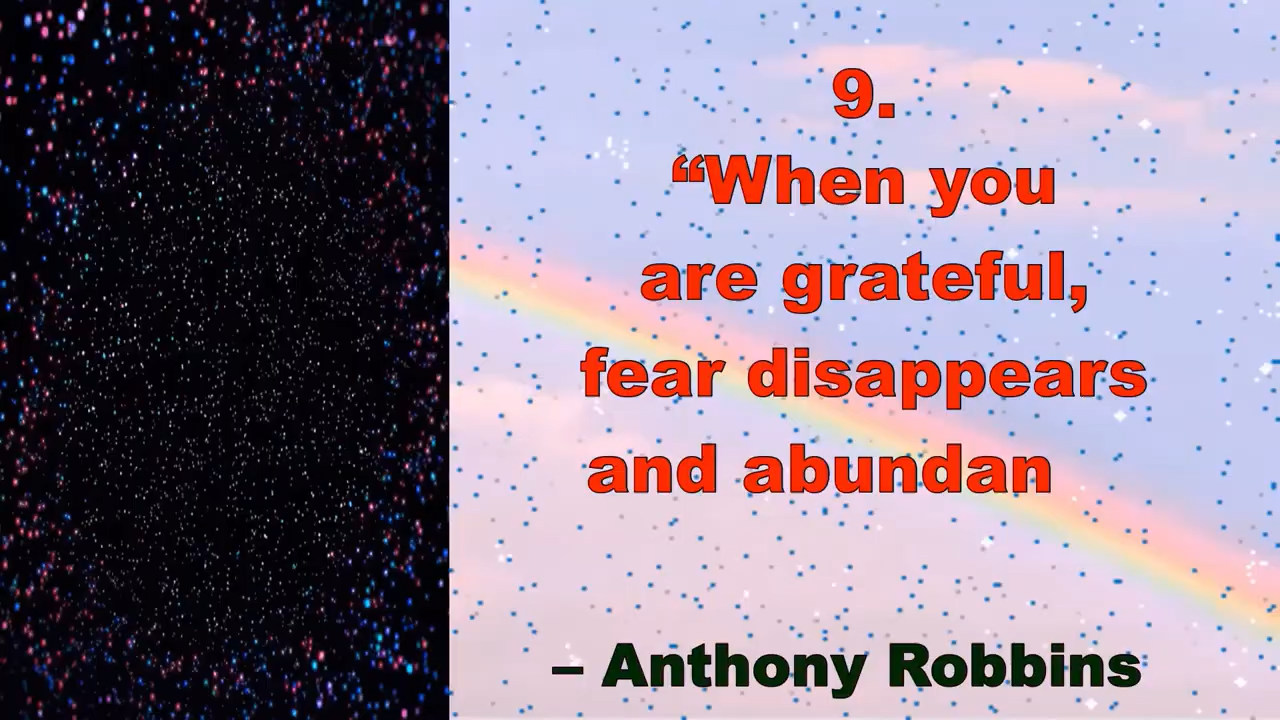 9.
“When you
are grateful,
fear disappears
and abundan
– Anthony Robbins